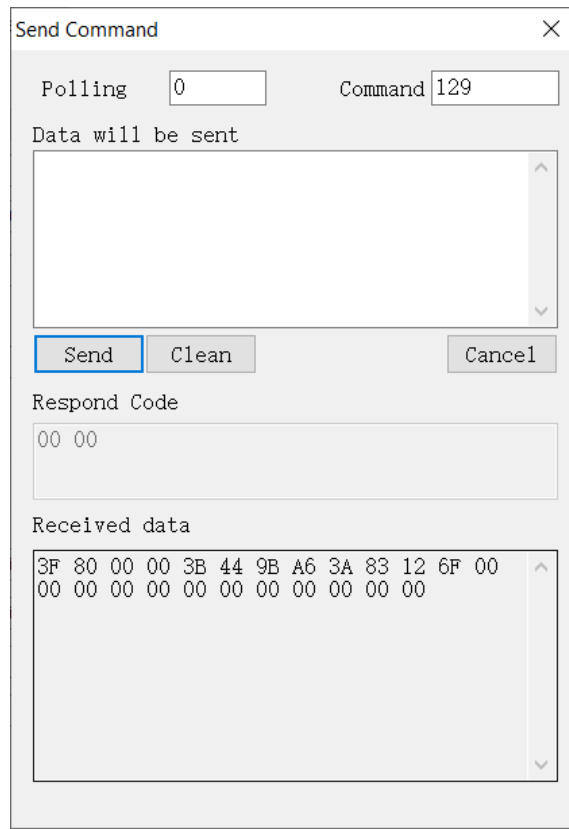 Send Command
Polling 0 Command 129
Data will be sent
Send Clean Cancel
Respond Code
00 00
Received data
3F 80 00 00 3B 44 9B A6 3A 83 12 6F 00
00 00 00 00 00 00 00 00 00 00 00